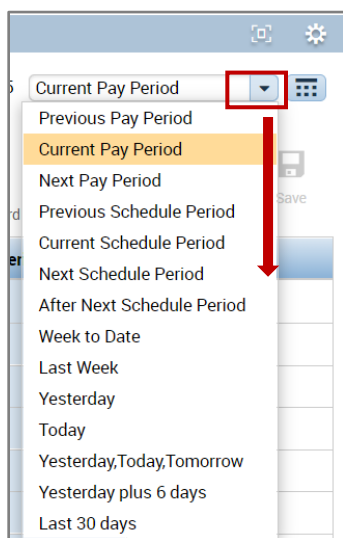 Current Pay Period
Previous Pay Period
Current Pay Period
Next Pay Period
Save
Previous Schedule Period
rd
Current Schedule Period
er
Next Schedule Period
After Next Schedule Period
Week to Date
Last Week
Yesterday
Today
Yesterday,Today,Tomorrow
Yesterday plus 6 days
Last 30 days